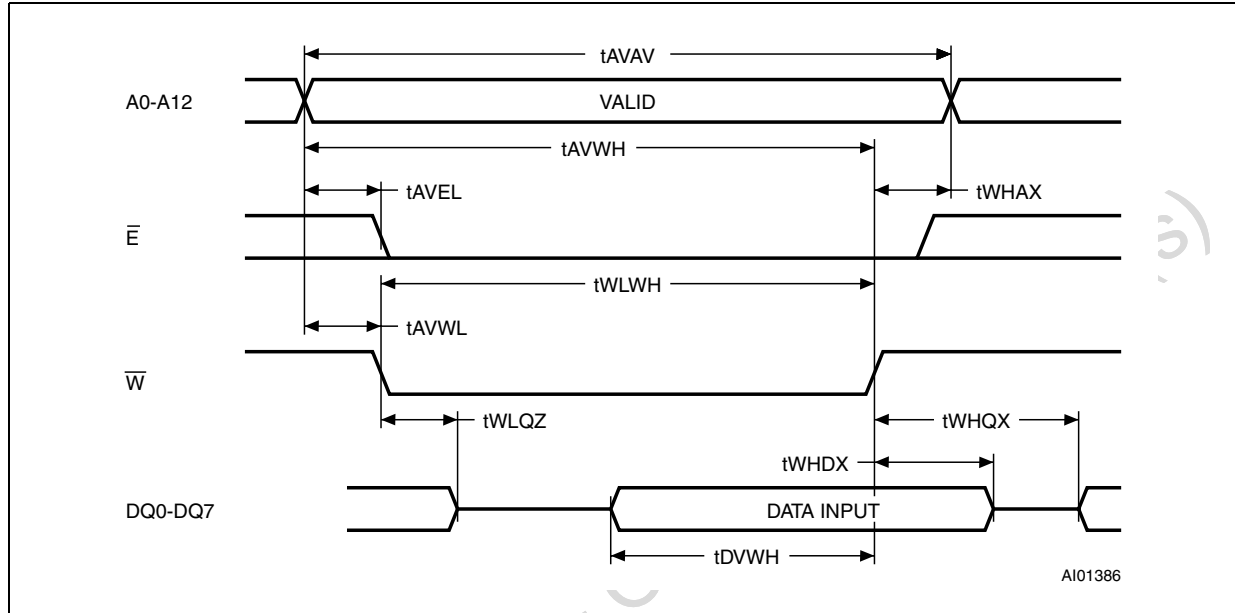 tAVAV
A0-A12
VALID
tAVWH
tAVEL
tWHAX
E̅
tWLWH
tAVWL
W̅
tWLQZ
tWHQX
tWHDX
DQ0-DQ7
DATA INPUT
tDVWH
AI01386